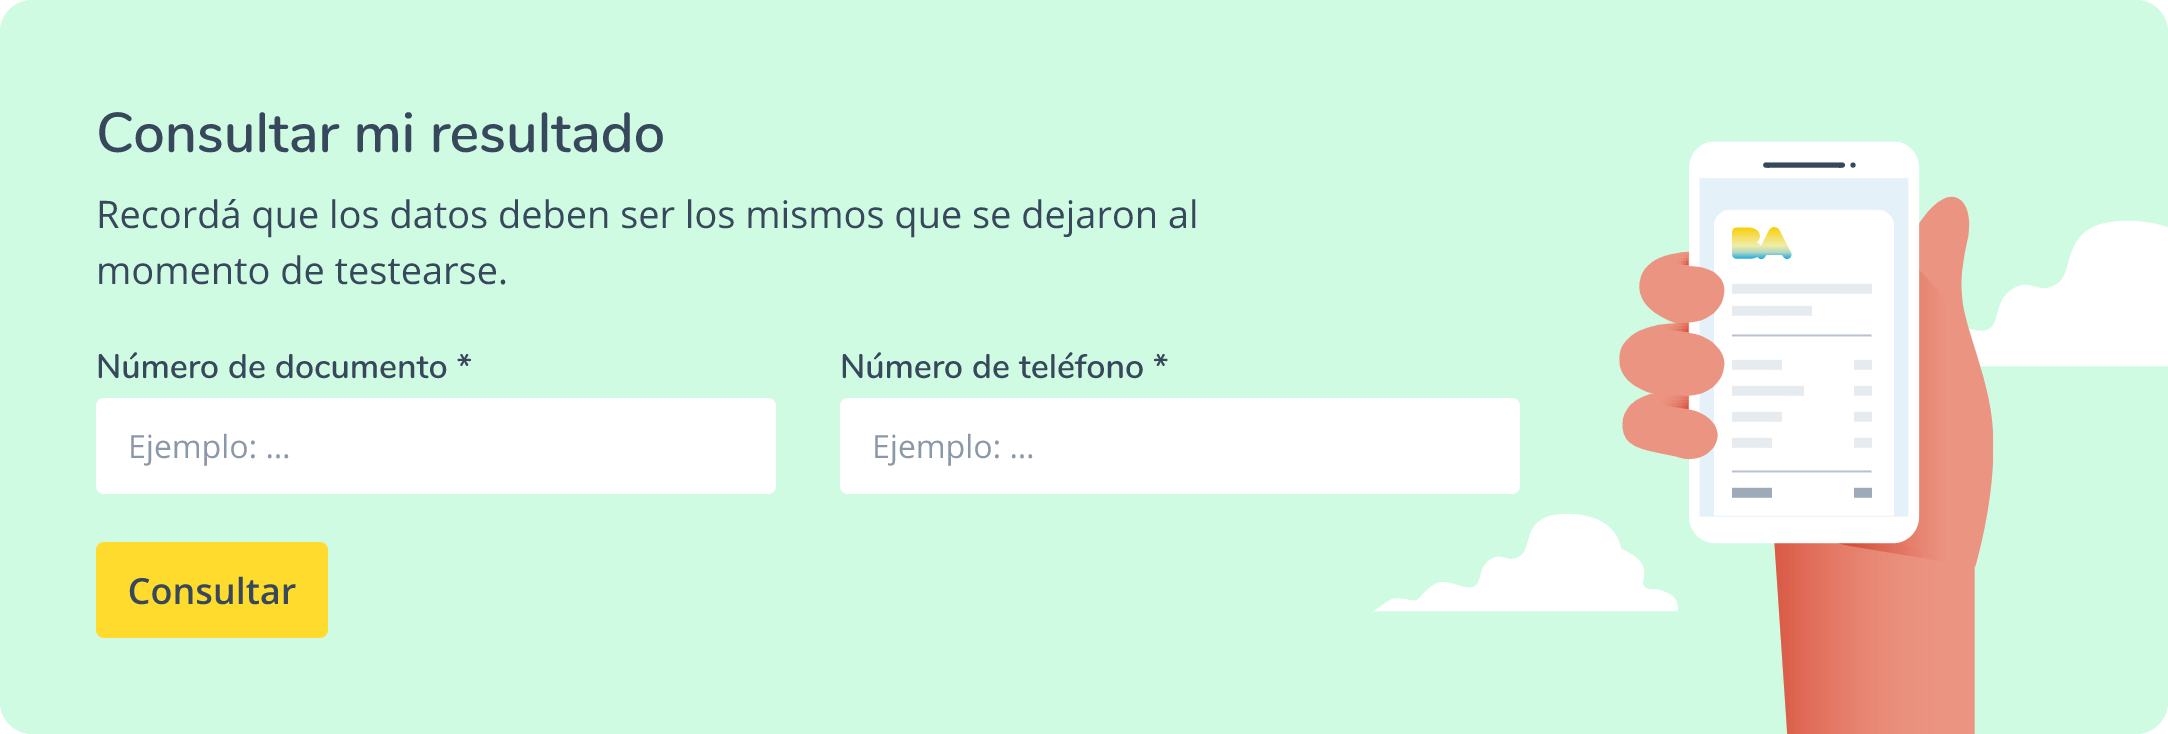 Consultar mi resultado
Recordá que los datos deben ser los mismos que se dejaron al
momento de testearse.
Número de documento *
Número de teléfono *
Ejemplo: ...
Ejemplo: ...
Consultar
BA